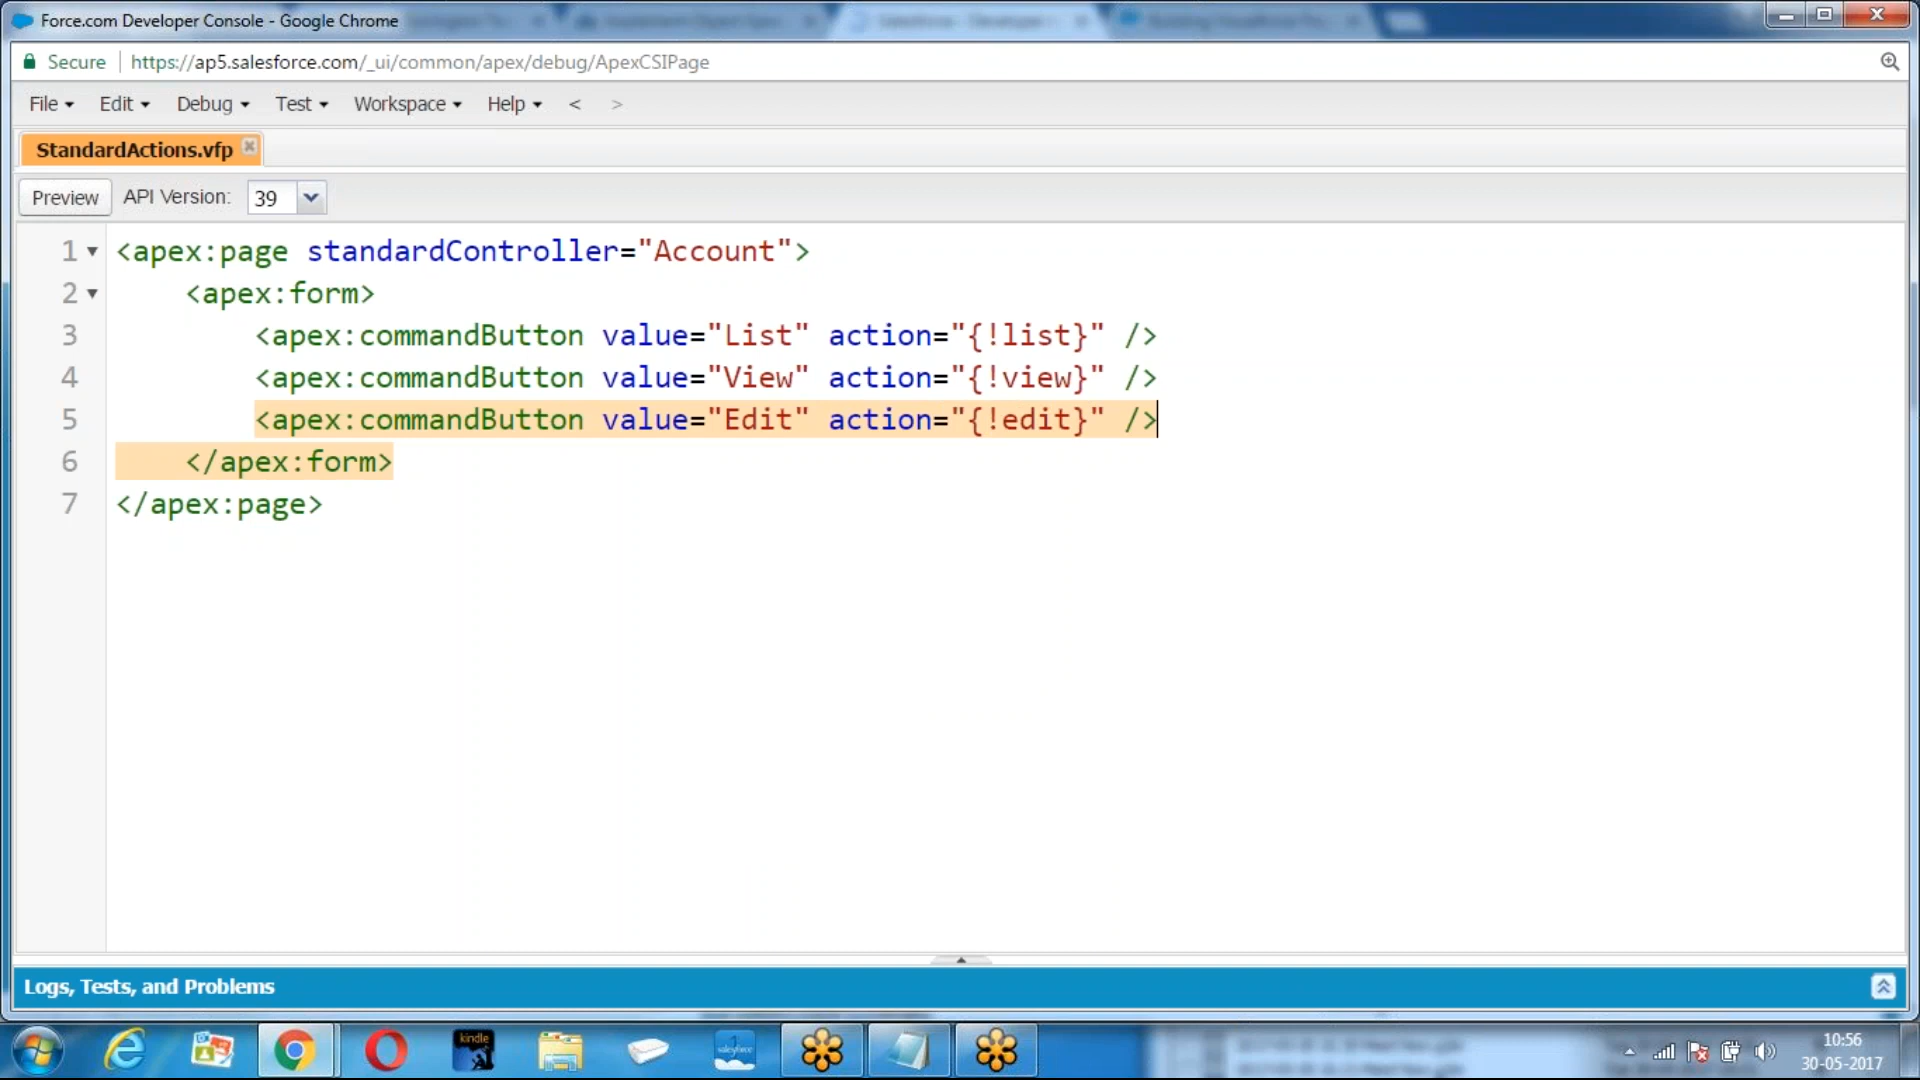 Force.com Developer Console - Google Chrome
Secure https://ap5.salesforce.com/_ui/common/apex/debug/ApexCSIPage
File Edit Debug Test Workspace Help < >
StandardActions.vfp
Preview API Version: 39
1 <apex:page standardController="Account">
2 <apex:form>
3 <apex:commandButton value="List" action="{!list}" />
4 <apex:commandButton value="View" action="{!view}" />
5 <apex:commandButton value="Edit" action="{!edit}" />
6 </apex:form>
7 </apex:page>
Logs, Tests, and Problems
kindle
salesforce
10:56
30-05-2017